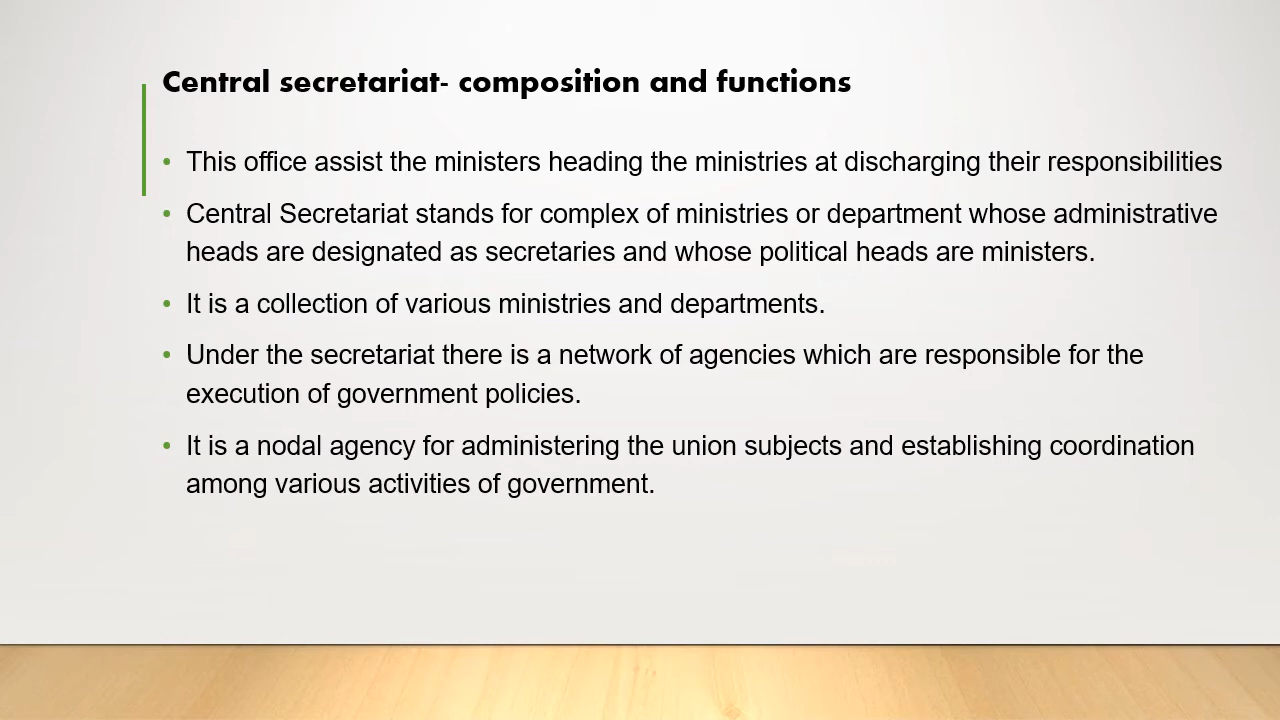 Central secretariat- composition and functions
• This office assist the ministers heading the ministries at discharging their responsibilities
• Central Secretariat stands for complex of ministries or department whose administrative
heads are designated as secretaries and whose political heads are ministers.
• It is a collection of various ministries and departments.
• Under the secretariat there is a network of agencies which are responsible for the
execution of government policies.
• It is a nodal agency for administering the union subjects and establishing coordination
among various activities of government.